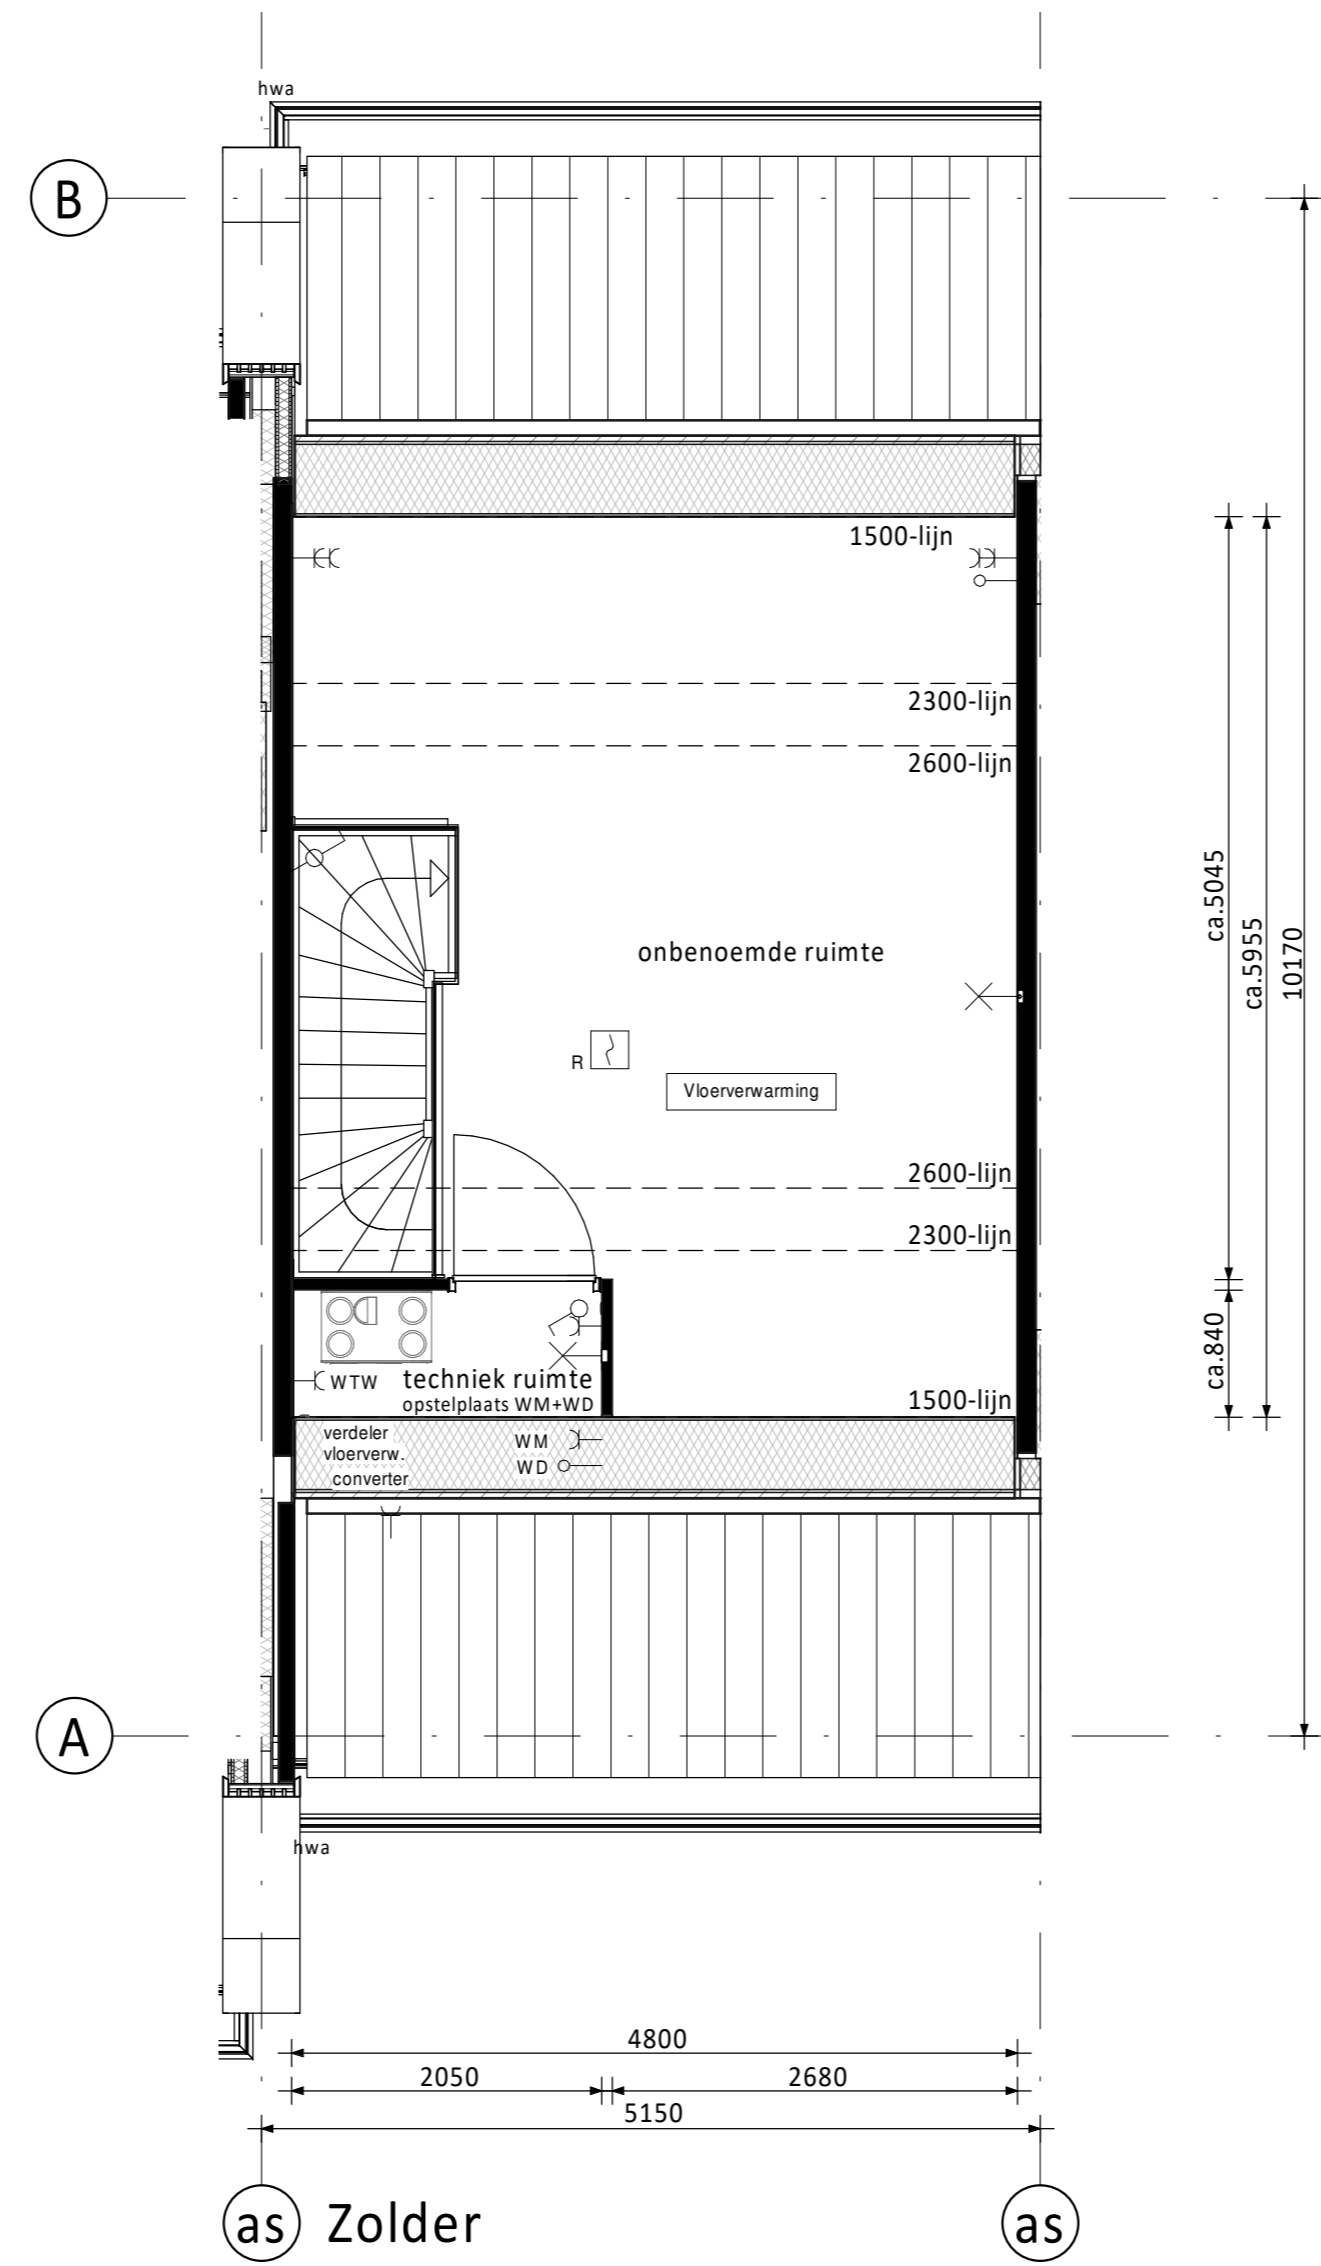 hwa
B
1500-lijn
2300-lijn
2600-lijn
ca.5045
ca.5955
10170
onbenoemde ruimte
R
Vloerverwarming
2600-lijn
2300-lijn
ca.840
WTW
techniek ruimte
opstelplaats WM+WD
1500-lijn
verdeler
vloerverw.
converter
WM
WD
A
hwa
4800
2050
2680
5150
as
Zolder
as